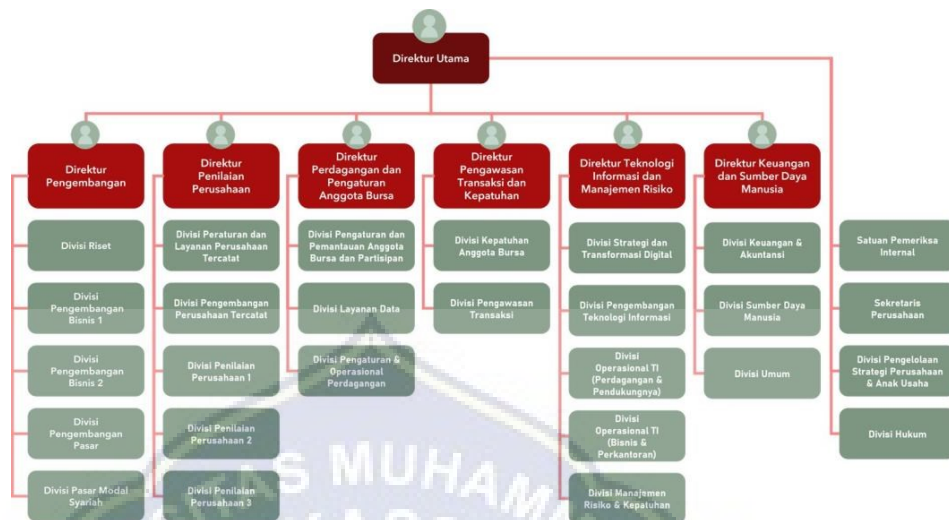 Direktur Utama
Direktur
Pengembangan
Direktur
Penilaian
Perusahaan
Direktur
Perdagangan dan
Pengaturan
Anggota Bursa
Direktur
Pengawasan
Transaksi dan
Kepatuhan
Direktur Teknologi
Informasi dan
Manajemen Risiko
Direktur Keuangan
dan Sumber Daya
Manusia
Divisi Riset
Divisi
Pengembangan
Bisnis 1
Divisi
Pengembangan
Bisnis 2
Divisi
Pengembangan
Pasar
Divisi Pasar Modal
Syariah
Divisi Peraturan dan
Layanan Perusahaan
Tercatat
Divisi Pengembangan
Perusahaan Tercatat
Divisi Penilaian
Perusahaan 1
Divisi Penilaian
Perusahaan 2
Divisi Penilaian
Perusahaan 3
Divisi Pengaturan dan
Pemantauan Anggota
Bursa dan Partisipan
Divisi Layanan Data
Divisi Pengaturan &
Operasional
Perdagangan
Divisi Kepatuhan
Anggota Bursa
Divisi Pengawasan
Transaksi
Divisi Strategi dan
Transformasi Digital
Divisi Pengembangan
Teknologi Informasi
Divisi
Operasional TI
(Perdagangan &
Pendukungnya)
Divisi
Operasional TI
(Bisnis &
Perkantoran)
Divisi Manajemen
Risiko & Kepatuhan
Divisi Keuangan &
Akuntansi
Divisi Sumber Daya
Manusia
Divisi Umum
Satuan Pemeriksa
Internal
Sekretaris
Perusahaan
Divisi Pengelolaan
Strategi Perusahaan
& Anak Usaha
Divisi Hukum
AS MUHAM